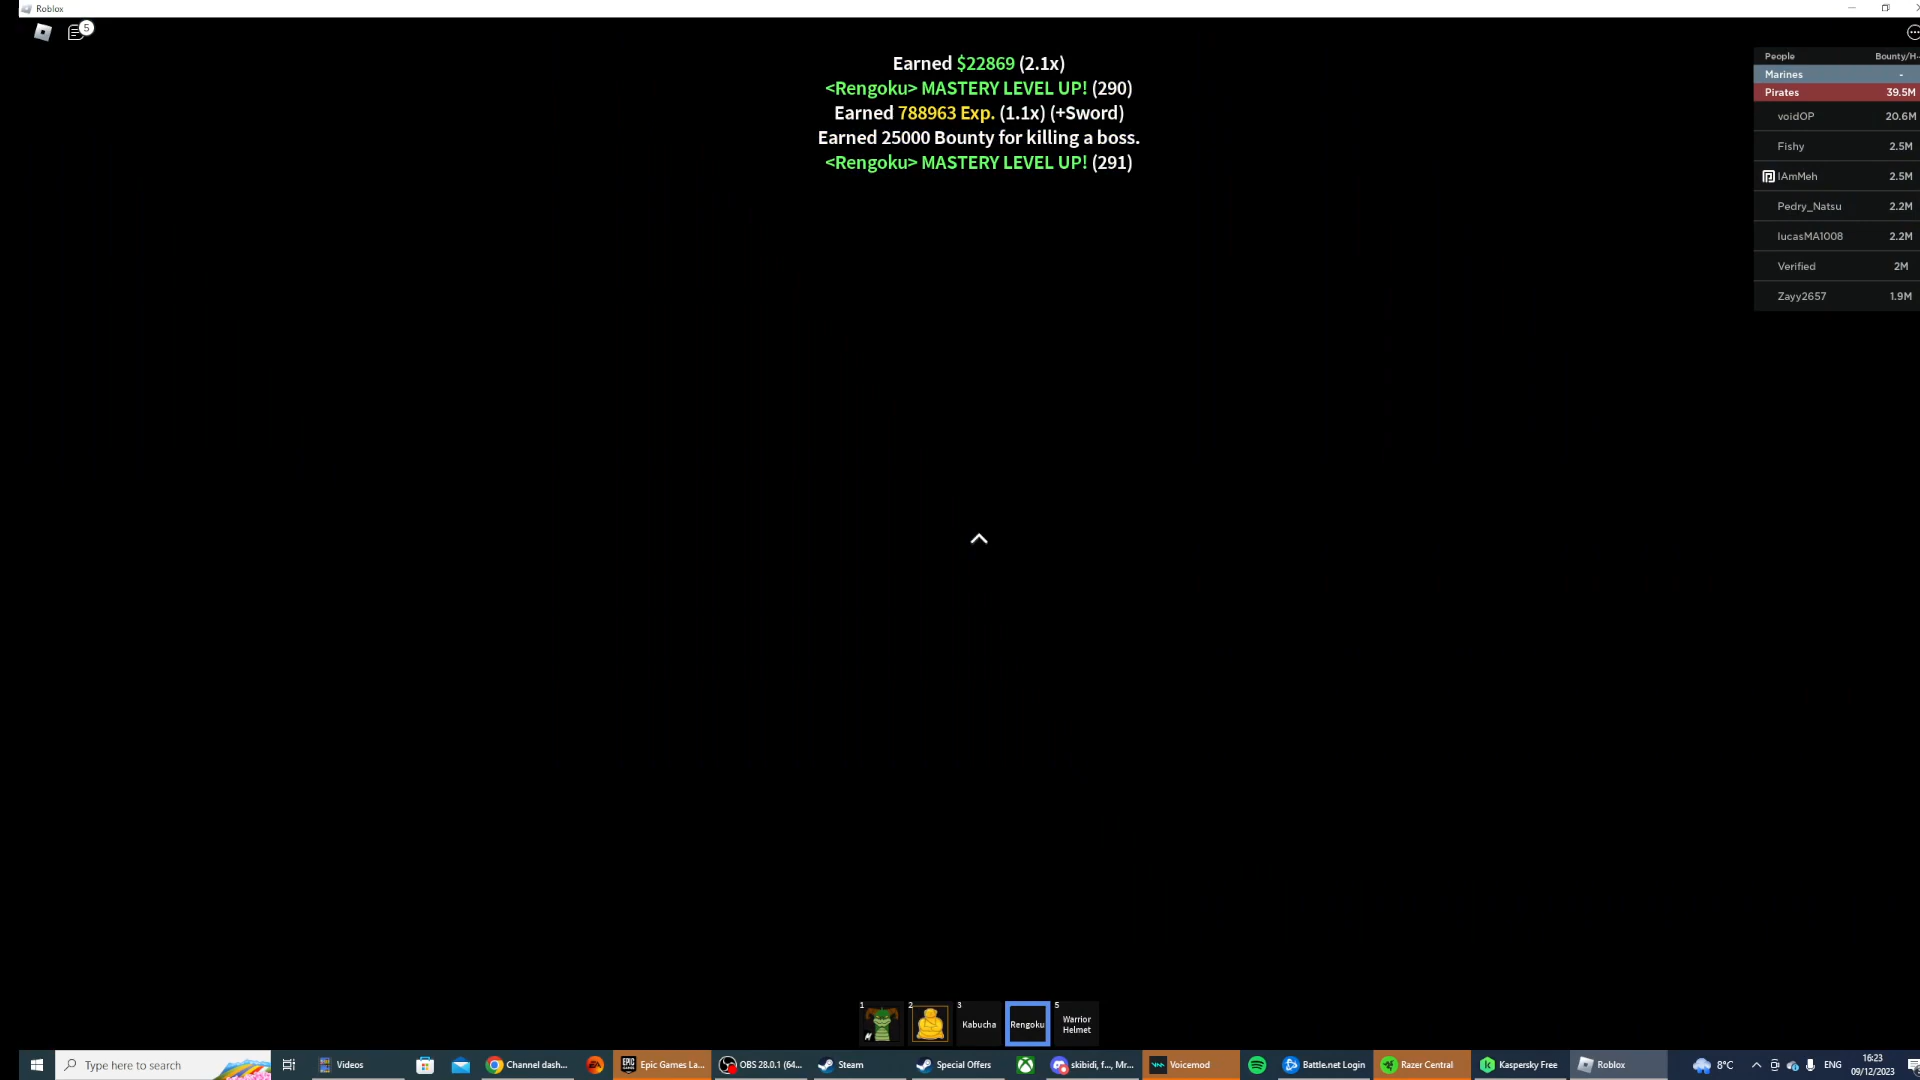 Roblox
5
Earned $22869 (2.1x)
<Rengoku> MASTERY LEVEL UP! (290)
Earned 788963 Exp. (1.1x) (+Sword)
Earned 25000 Bounty for killing a boss.
<Rengoku> MASTERY LEVEL UP! (291)
People Bounty/H...
Marines -
Pirates 39.5M
voidOP 20.6M
Fishy 2.5M
IAmMeh 2.5M
Pedry_Natsu 2.2M
lucasMA1008 2.2M
Verified 2M
Zayy2657 1.9M
1 2 3 5
Kabucha
Rengoku
Warrior
Helmet
Type here to search
Videos
Channel dash...
EA
EPIC GAMES
Epic Games La...
OBS 28.0.1 (64...
Steam
Special Offers
skibidi, f..., Mr...
Voicemod
Battle.net Login
Razer Central
Kaspersky Free
Roblox
8°C
ENG
16:23
09/12/2023